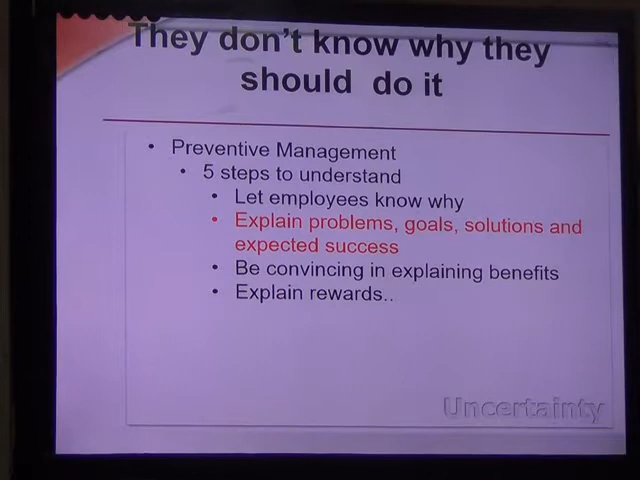 They don't know why they
should do it
• Preventive Management
• 5 steps to understand
• Let employees know why
• Explain problems, goals, solutions and
expected success
• Be convincing in explaining benefits
• Explain rewards..
Uncertainty